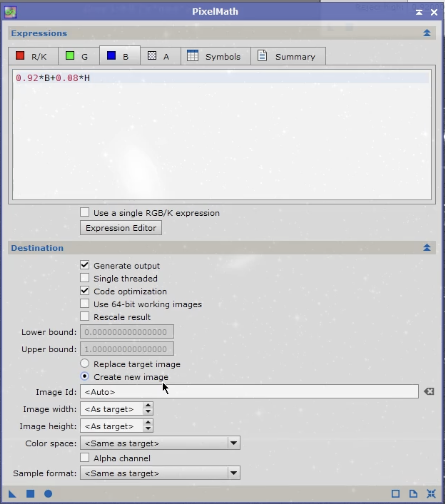 PixelMath
Expressions
R/K G B A Symbols Summary
0.92*B+0.08*H
Use a single RGB/K expression
Expression Editor
Destination
Generate output
Single threaded
Code optimization
Use 64-bit working images
Rescale result
Lower bound: 0.000000000000000
Upper bound: 1.000000000000000
Replace target image
Create new image
Image Id: <Auto>
Image width: <As target>
Image height: <As target>
Color space: <Same as target>
Alpha channel
Sample format: <Same as target>